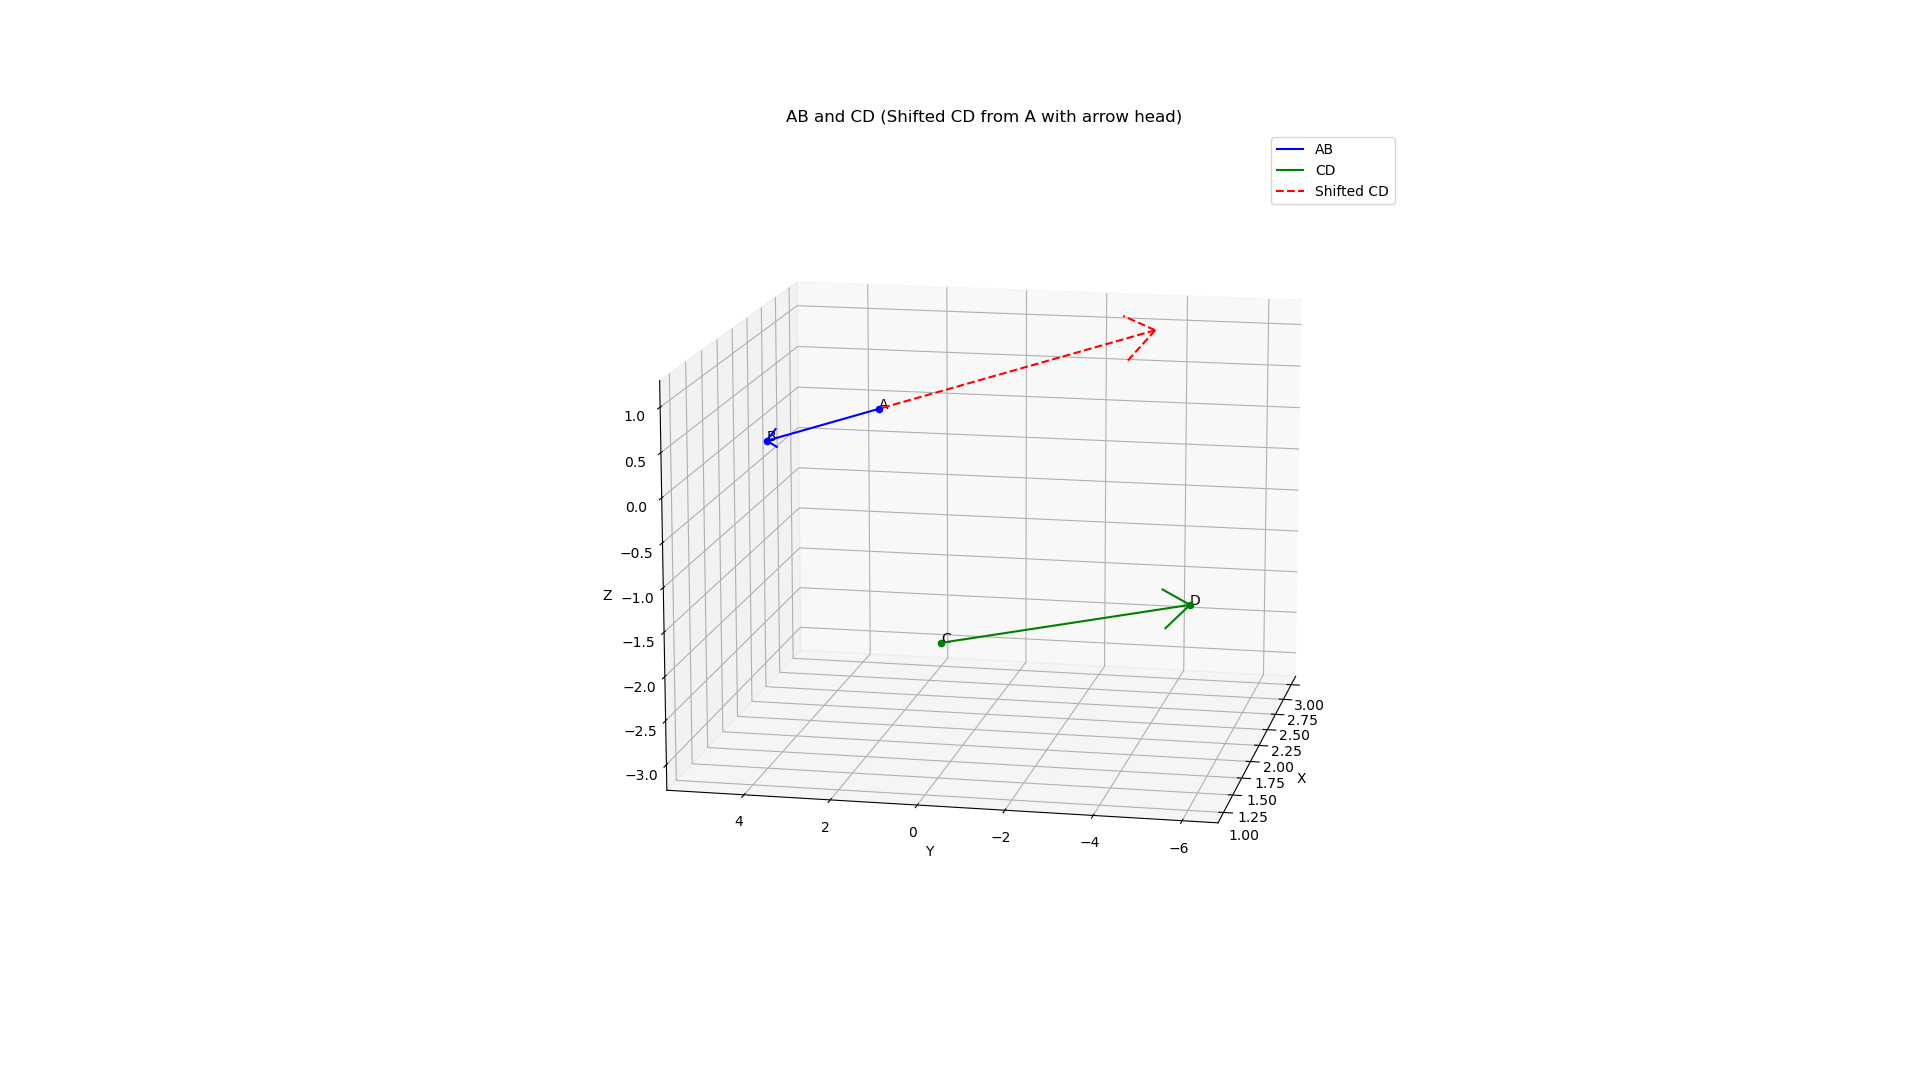 AB and CD (Shifted CD from A with arrow head)
AB
CD
Shifted CD
A
B
C
D
1.0
0.5
0.0
−0.5
−1.0
−1.5
−2.0
−2.5
−3.0
Z
4
2
0
−2
−4
−6
Y
3.00
2.75
2.50
2.25
2.00
1.75
1.50
1.25
1.00
X